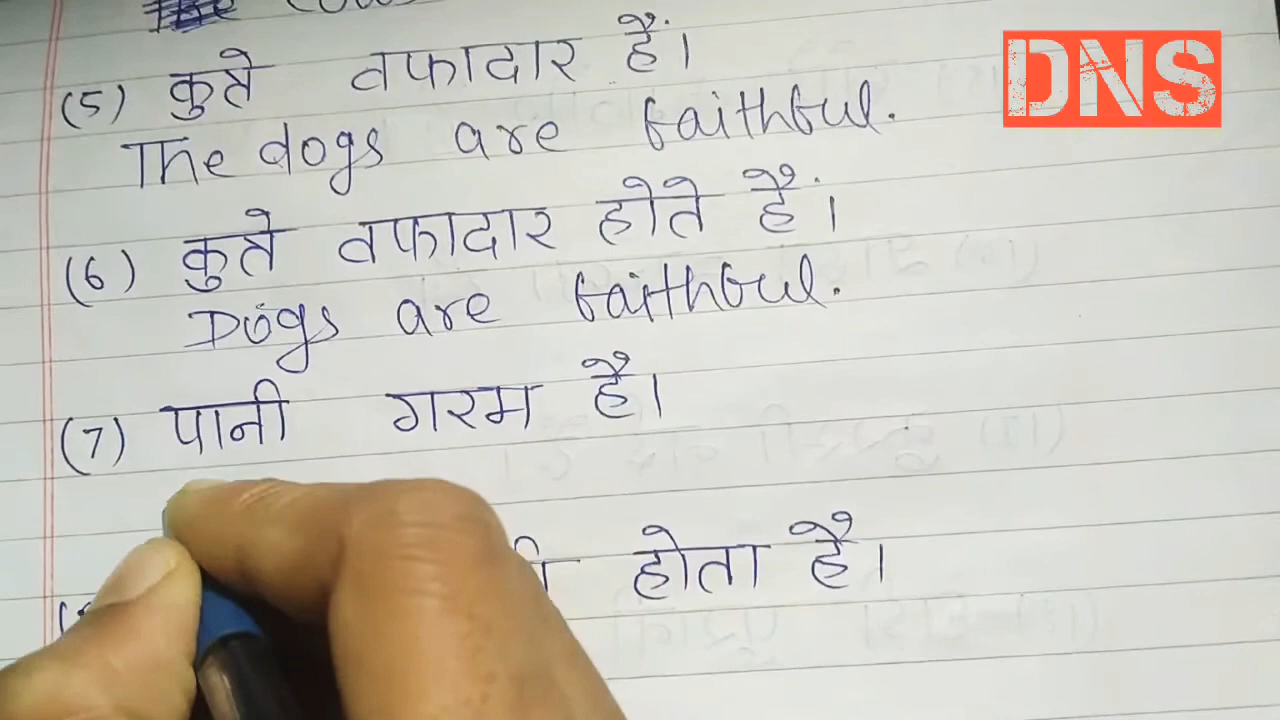 DNS
(5) कुत्ते वफादार हैं।
The dogs are faithful.
(6) कुत्ते वफादार होते हैं।
Dogs are faithful.
(7) पानी गरम है।
होता है।